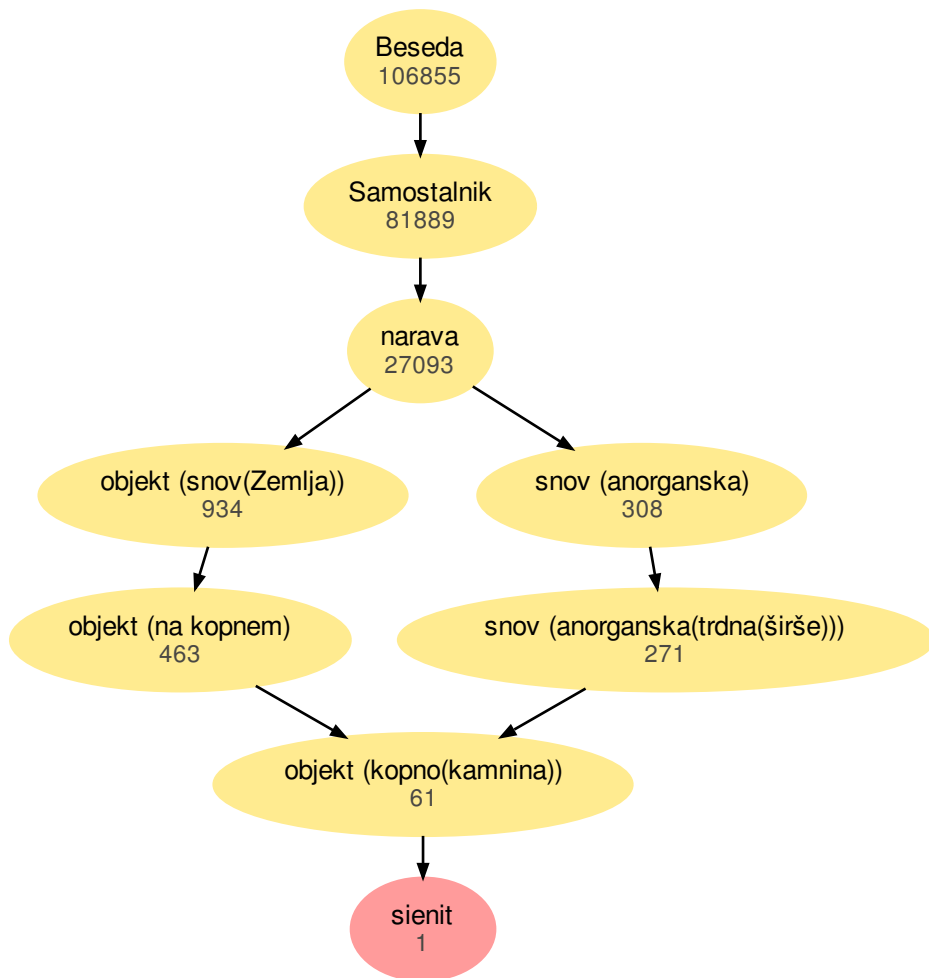 Beseda
106855
Samostalnik
81889
narava
27093
objekt (snov(Zemlja))
934
snov (anorganska)
308
objekt (na kopnem)
463
snov (anorganska(trdna(širše)))
271
objekt (kopno(kamnina))
61
sienit
1